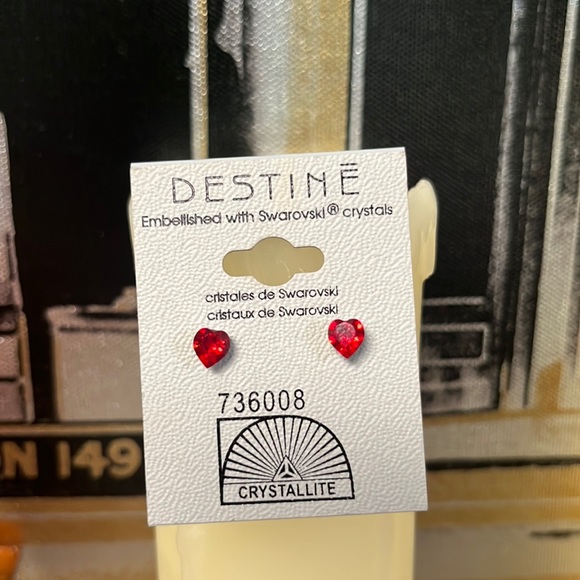 DESTINĒ
Embellished with Swarovski® crystals
cristales de Swarovski
cristaux de Swarovski
736008
CRYSTALLITE
N 149